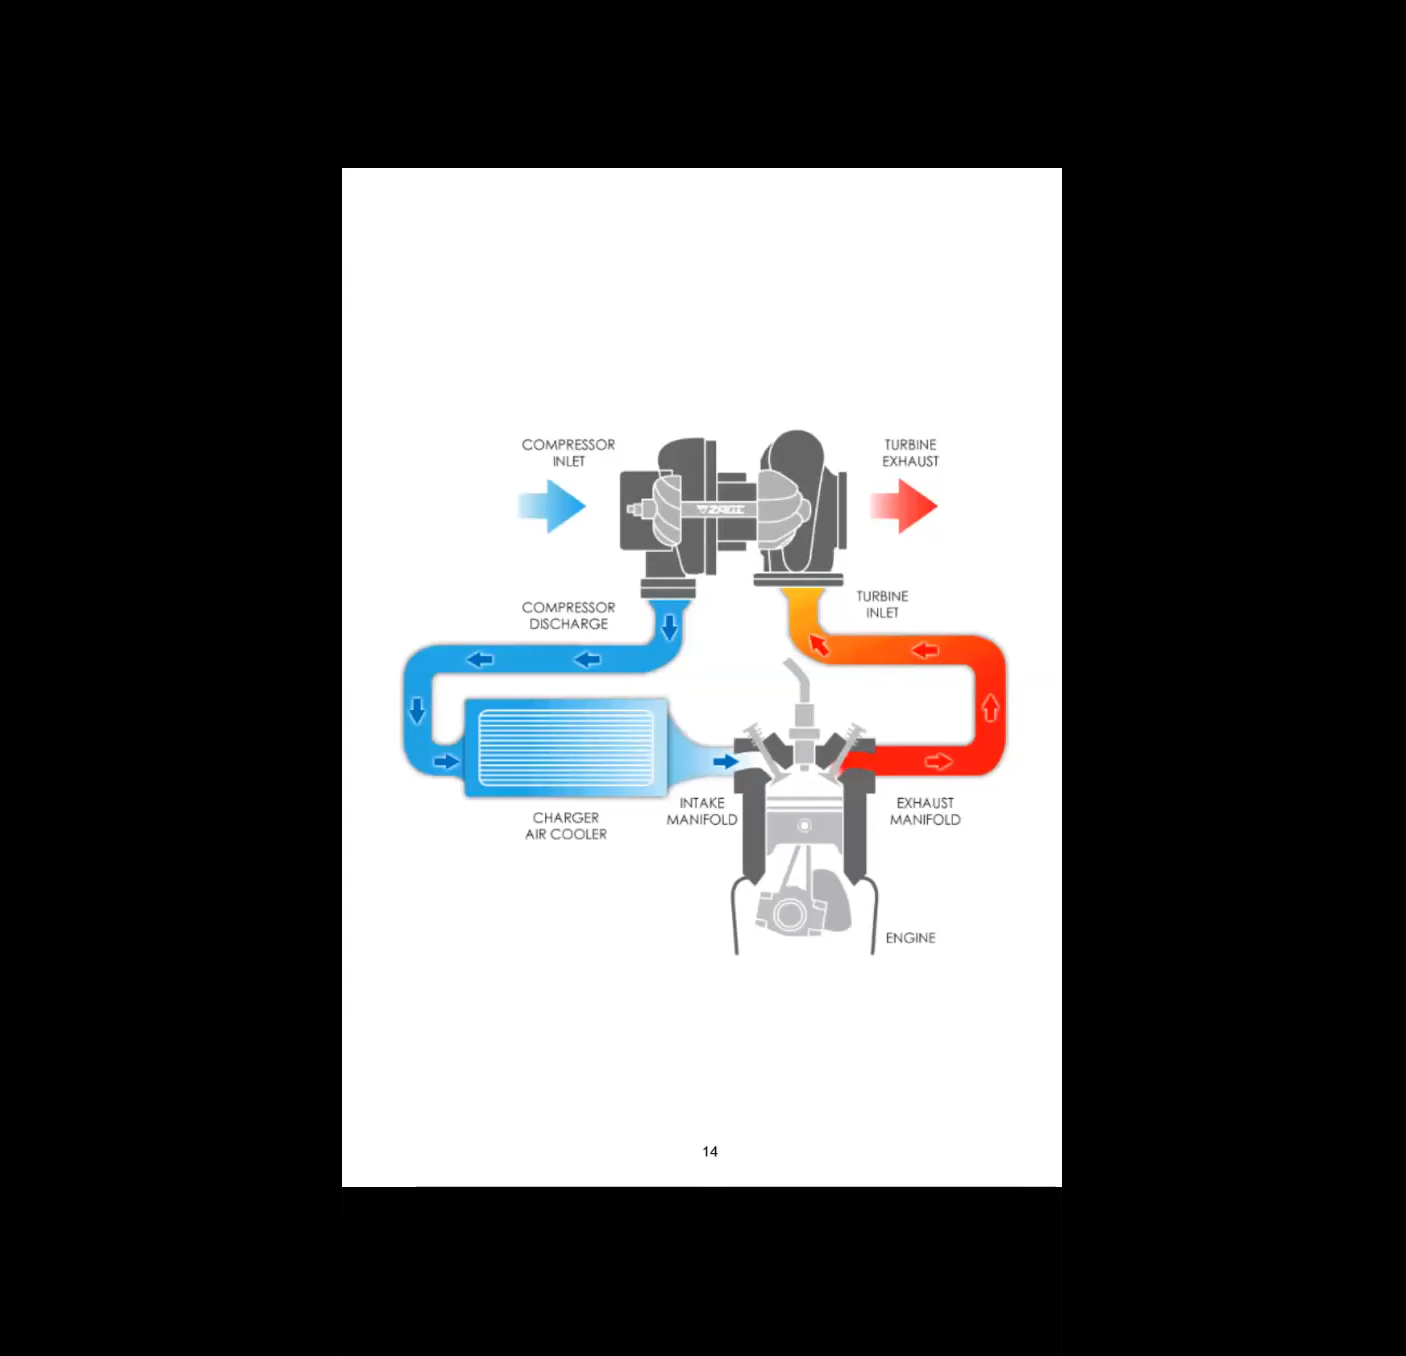 COMPRESSOR
INLET
TURBINE
EXHAUST
COMPRESSOR
DISCHARGE
TURBINE
INLET
CHARGER
AIR COOLER
INTAKE
MANIFOLD
EXHAUST
MANIFOLD
ENGINE
14